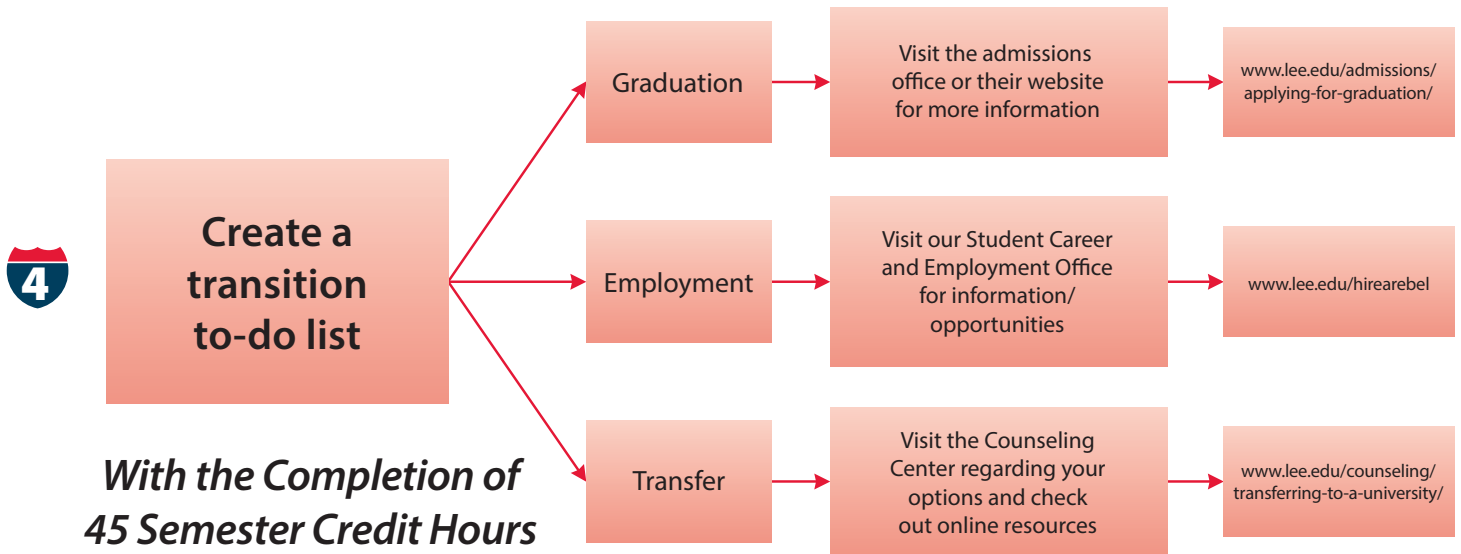 4
Create a
transition
to-do list
With the Completion of
45 Semester Credit Hours
Graduation
Visit the admissions
office or their website
for more information
www.lee.edu/admissions/
applying-for-graduation/
Employment
Visit our Student Career
and Employment Office
for information/
opportunities
www.lee.edu/hirearebel
Transfer
Visit the Counseling
Center regarding your
options and check
out online resources
www.lee.edu/counseling/
transferring-to-a-university/